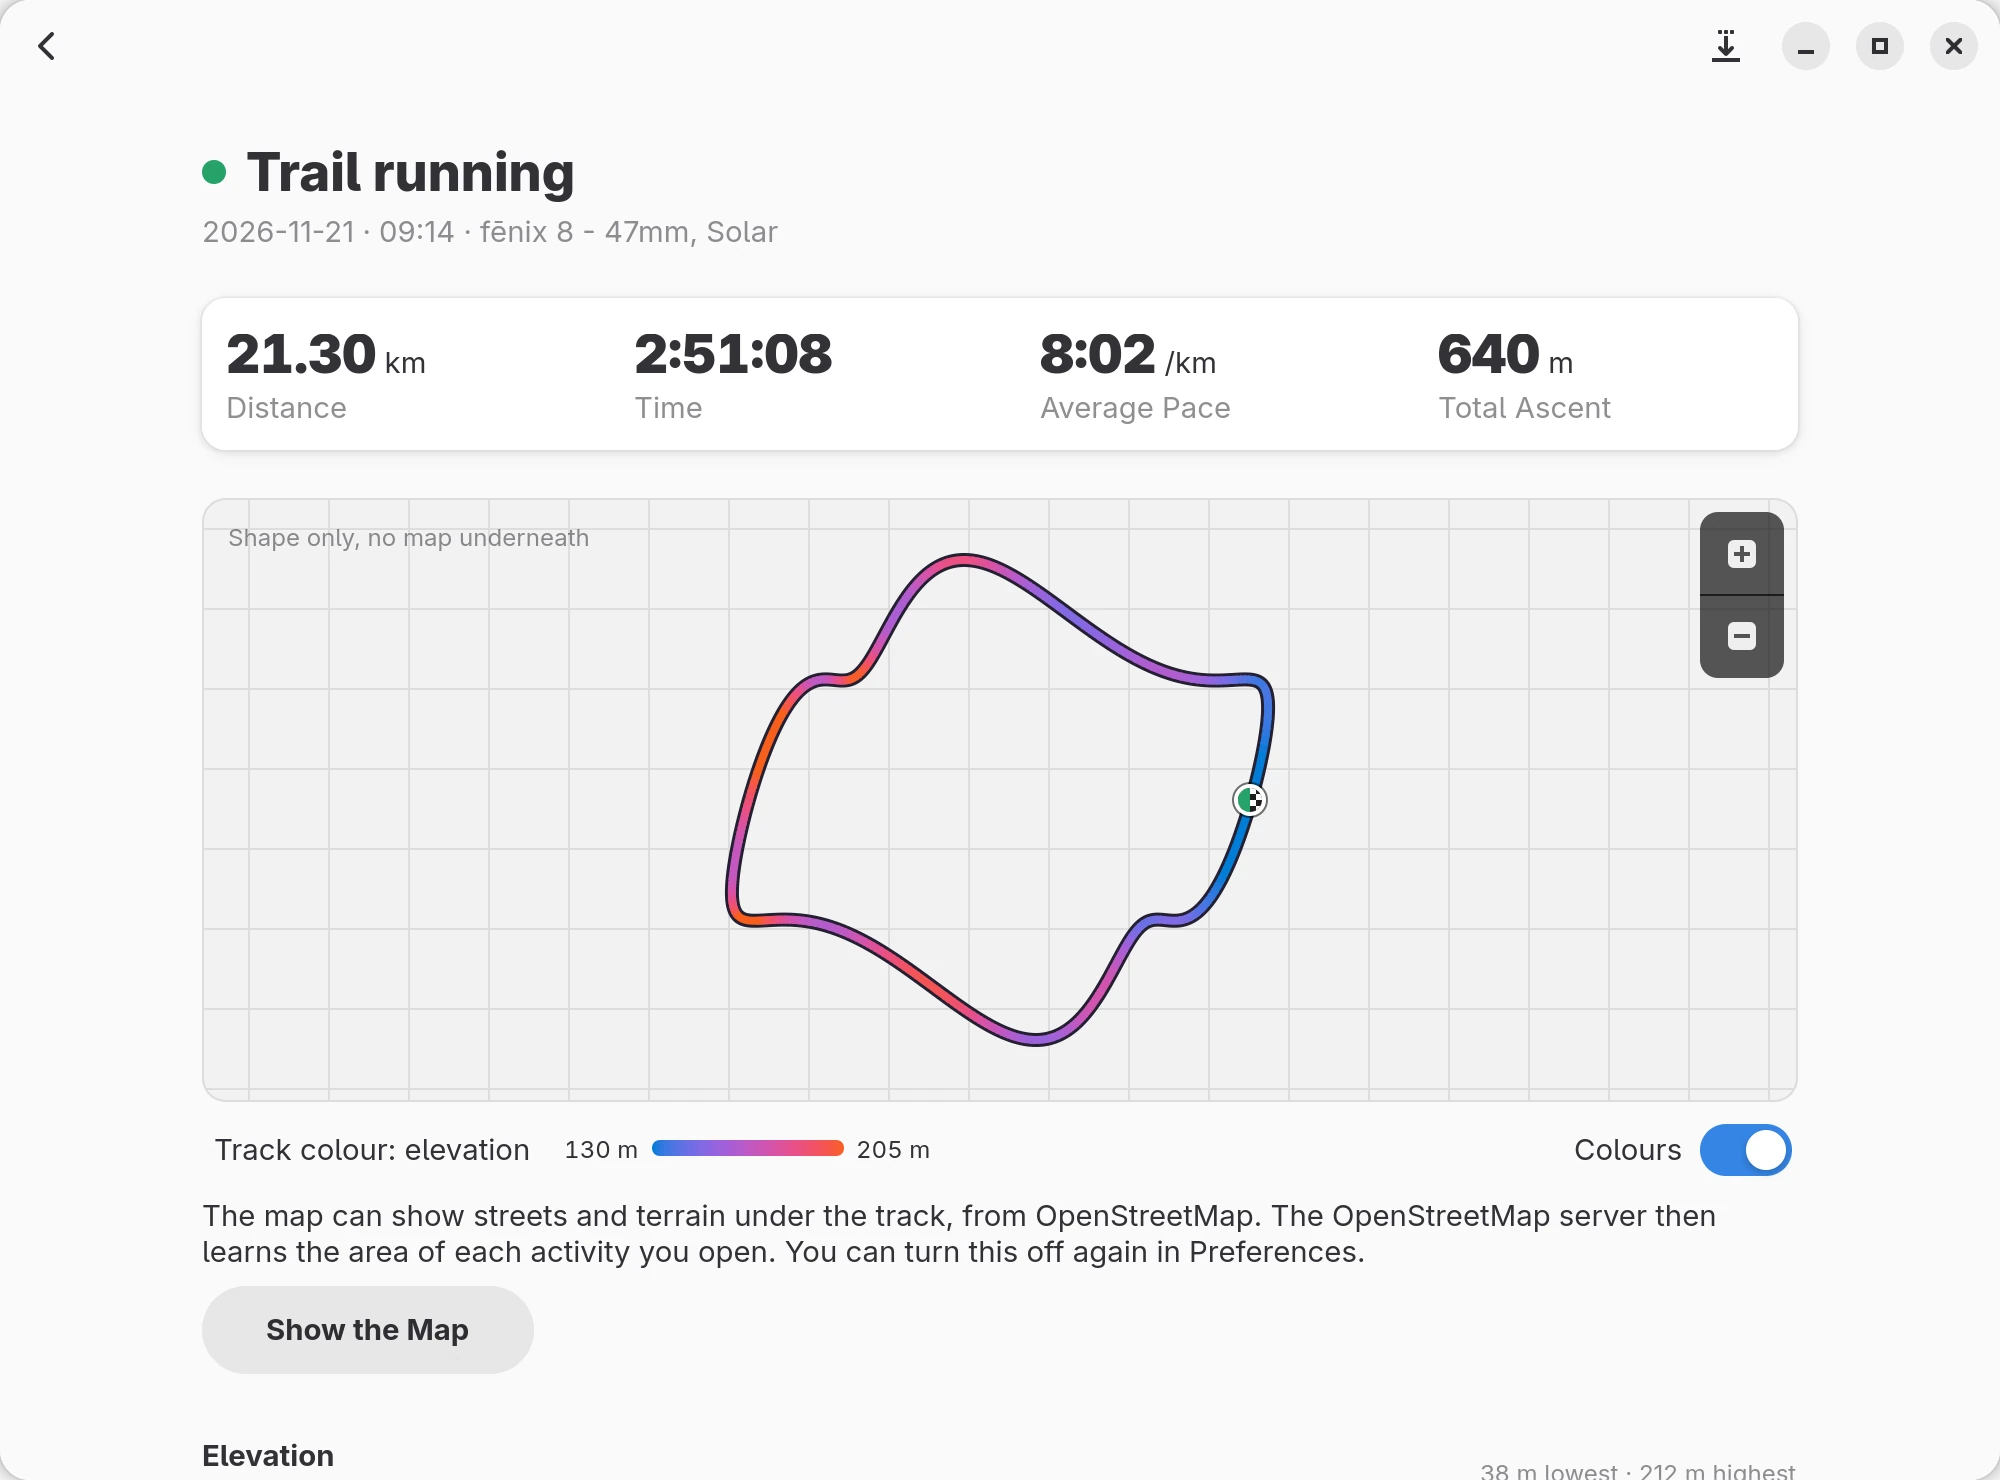 Trail running
2026-11-21 · 09:14 · fēnix 8 - 47mm, Solar
21.30 km
Distance
2:51:08
Time
8:02 /km
Average Pace
640 m
Total Ascent
Shape only, no map underneath
Track colour: elevation
130 m
205 m
Colours
The map can show streets and terrain under the track, from OpenStreetMap. The OpenStreetMap server then
learns the area of each activity you open. You can turn this off again in Preferences.
Show the Map
Elevation
38 m lowest · 212 m highest